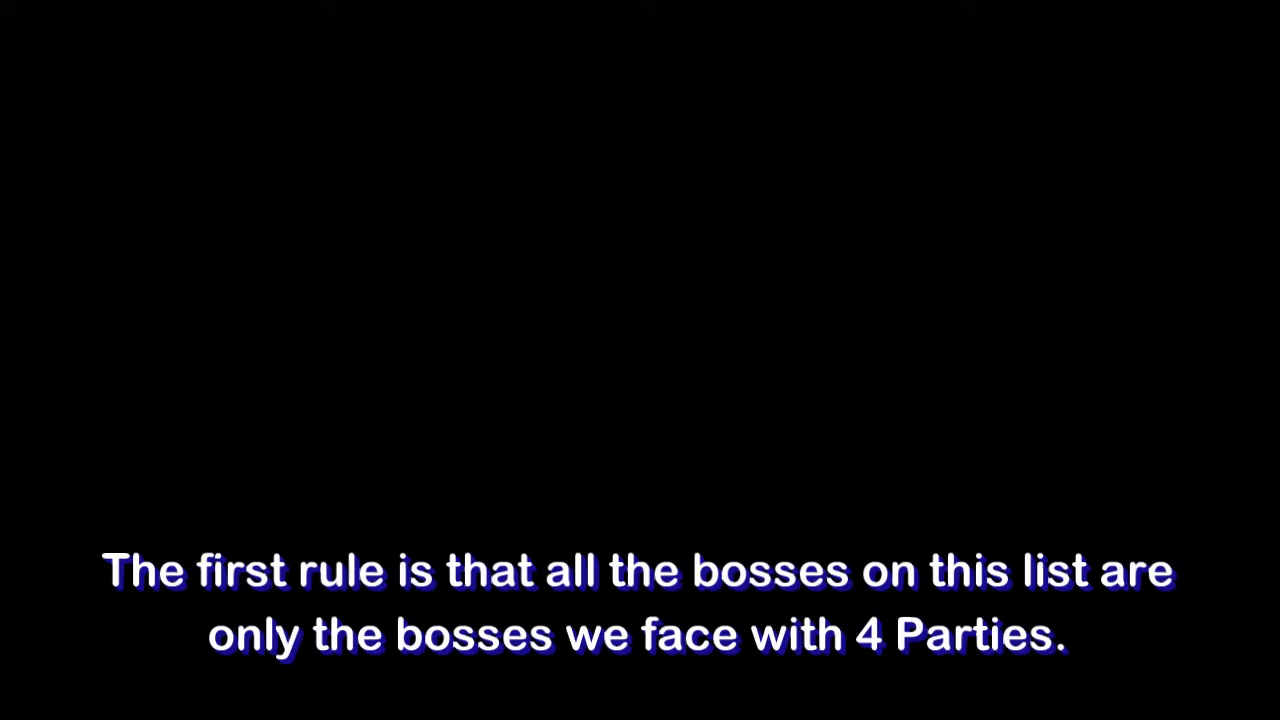 The first rule is that all the bosses on this list are
only the bosses we face with 4 Parties.